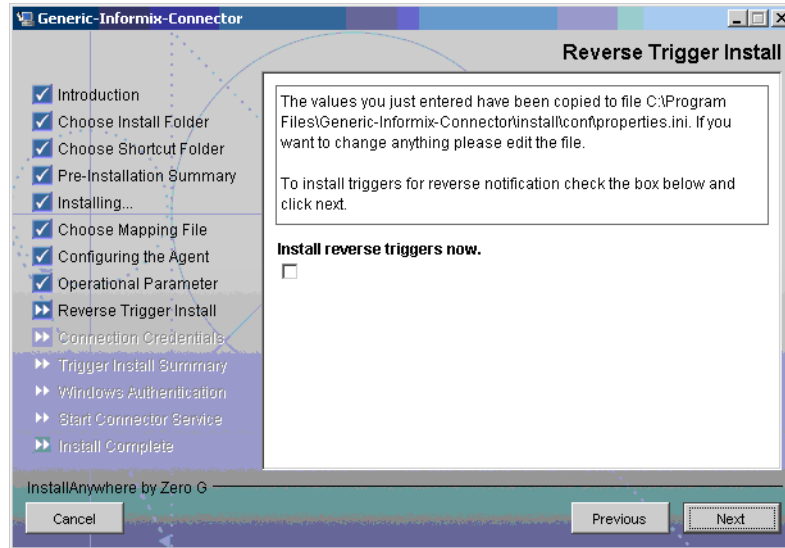 Generic-Informix-Connector
Reverse Trigger Install
Introduction
Choose Install Folder
Choose Shortcut Folder
Pre-Installation Summary
Installing...
Choose Mapping File
Configuring the Agent
Operational Parameter
Reverse Trigger Install
Connection Credentials
Trigger Install Summary
Windows Authentication
Start Connector Service
Install Complete
The values you just entered have been copied to file C:\Program
Files\Generic-Informix-Connector\install\conf\properties.ini. If you
want to change anything please edit the file.
To install triggers for reverse notification check the box below and
click next.
Install reverse triggers now.
InstallAnywhere by Zero G
Cancel
Previous
Next